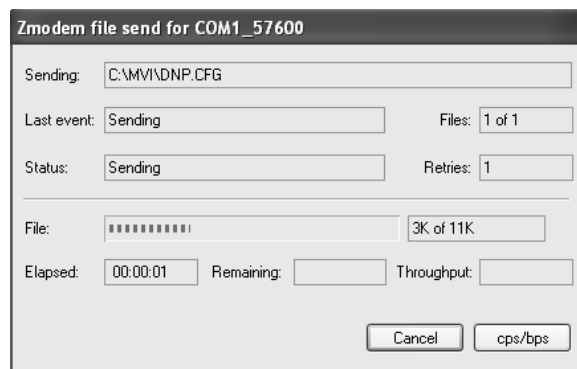 Zmodem file send for COM1_57600
Sending: C:\MVI\DNP.CFG
Last event: Sending Files: 1 of 1
Status: Sending Retries: 1
File: 3K of 11K
Elapsed: 00:00:01 Remaining: Throughput:
Cancel cps/bps